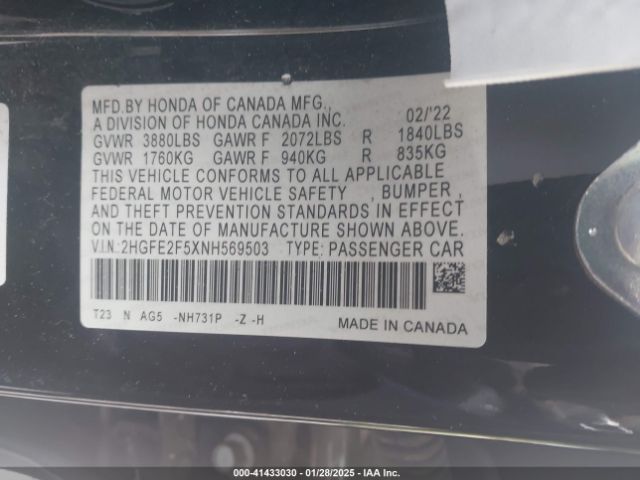 MFD.BY HONDA OF CANADA MFG.,
A DIVISION OF HONDA CANADA INC. 02/'22
GVWR 3880LBS GAWR F 2072LBS R 1840LBS
GVWR 1760KG GAWR F 940KG R 835KG
THIS VEHICLE CONFORMS TO ALL APPLICABLE
FEDERAL MOTOR VEHICLE SAFETY , BUMPER ,
AND THEFT PREVENTION STANDARDS IN EFFECT
ON THE DATE OF MANUFACTURE SHOWN ABOVE.
V.I.N.:2HGFE2F5XNH569503 TYPE: PASSENGER CAR
T23 N AG5 -NH731P -Z -H MADE IN CANADA
000-41433030 - 01/28/2025 - IAA Inc.